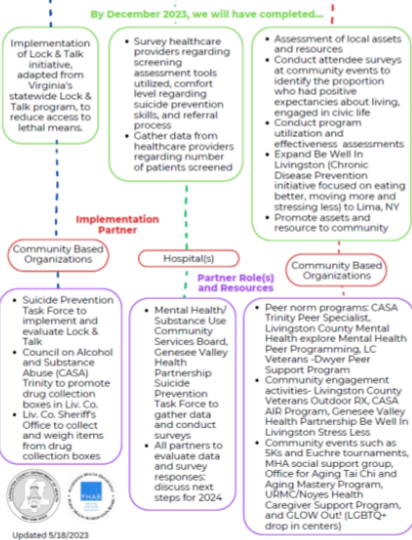 By December 2023, we will have completed...
Implementation
of Lock & Talk
initiative,
adapted from
Virginia's
statewide Lock &
Talk program, to
reduce access to
lethal means.
• Survey healthcare
providers regarding
screening
assessment tools
utilized, comfort
level regarding
suicide prevention
skills, and referral
process
• Gather data from
healthcare providers
regarding number
of patients screened
• Assessment of local assets
and resources
• Conduct attendee surveys
at community events to
identify the proportion
who had positive
expectancies about living,
engaged in civic life
• Conduct program
utilization and
effectiveness assessments
• Expand Be Well In
Livingston (Chronic
Disease Prevention
initiative focused on eating
better, moving more and
stressing less) to Lima, NY
• Promote assets and
resource to community
Implementation
Partner
Community Based
Organizations
Hospital(s)
Community Based
Organizations
Partner Role(s)
and Resources
• Suicide Prevention
Task Force to
implement and
evaluate Lock &
Talk
• Council on Alcohol
and Substance
Abuse (CASA)
Trinity to promote
drug collection
boxes in Liv. Co.
• Liv. Co. Sheriff's
Office to collect
and weigh items
from drug
collection boxes
• Mental Health/
Substance Use
Community
Services Board,
Genesee Valley
Health
Partnership
Suicide
Prevention
Task Force to
gather data
and conduct
surveys
• All partners to
evaluate data
and survey
responses:
discuss next
steps for 2024
• Peer norm programs: CASA
Trinity Peer Specialist,
Livingston County Mental
Health explore Mental Health
Peer Programming, LC
Veterans -Dwyer Peer
Support Program
• Community engagement
activities- Livingston County
Veterans Outdoor RX, CASA
AIR Program, Genesee Valley
Health Partnership Be Well In
Livingston Stress Less
• Community events such as
5Ks and Euchre tournaments,
MHA social support group,
Office for Aging Tai Chi and
Aging Mastery Program,
URMC/Noyes Health
Caregiver Support Program,
and GLOW Out! (LGBTQ+
drop in centers)
PHAB
Updated 5/18/2023